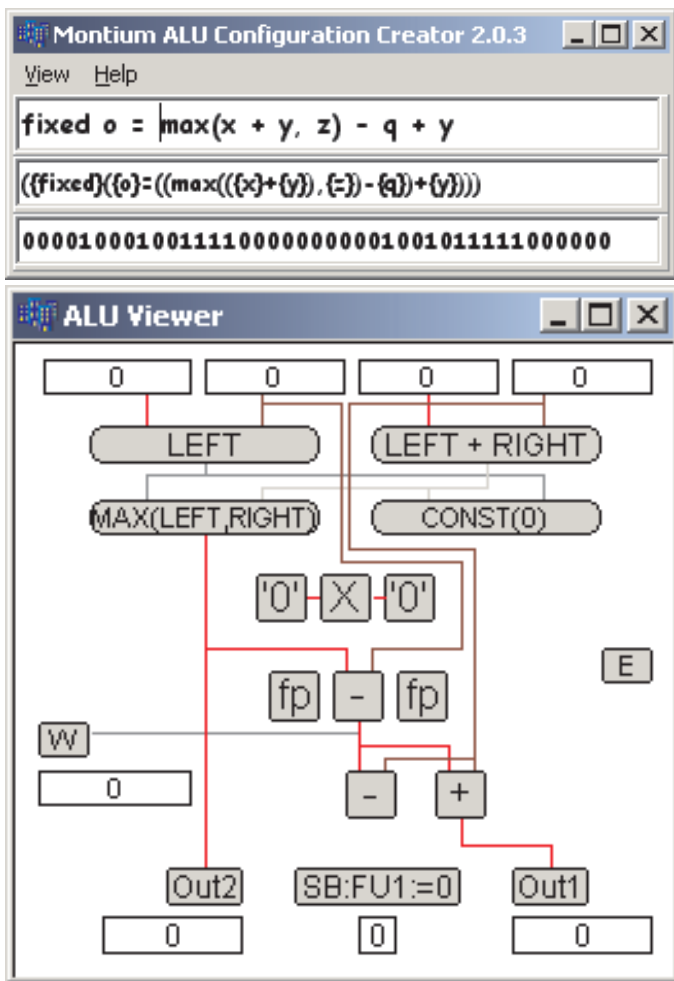 Montium ALU Configuration Creator 2.0.3
View Help
fixed o = max(x + y, z) - q + y
({fixed}({o}=((max(({x}+{y}),{z})-{q})+{y})))
0000100010011110000000000100101111000000
ALU Viewer
0 0 0 0
LEFT LEFT + RIGHT
MAX(LEFT,RIGHT) CONST(0)
'0' X '0'
E
fp - fp
W
0
- +
Out2 SB:FU1:=0 Out1
0 0 0